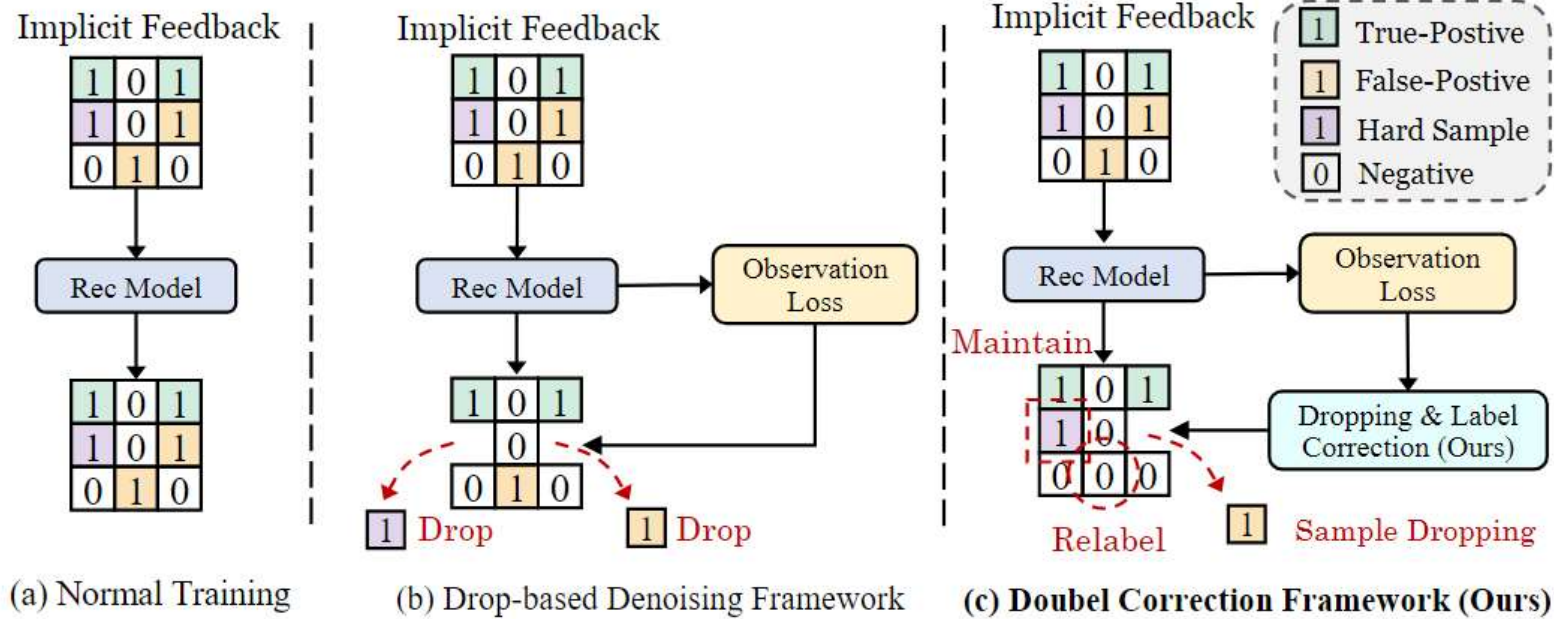 Implicit Feedback
1 0 1
1 0 1
0 1 0
Rec Model
1 0 1
1 0 1
0 1 0
(a) Normal Training
Implicit Feedback
1 0 1
1 0 1
0 1 0
Rec Model
Observation
Loss
1 0 1
0
0 1 0
1 Drop
1 Drop
(b) Drop-based Denoising Framework
Implicit Feedback
1 0 1
1 0 1
0 1 0
1 True-Postive
1 False-Postive
1 Hard Sample
0 Negative
Rec Model
Observation
Loss
Maintain
1 0 1
1 0
0 0 0
Dropping & Label
Correction (Ours)
Relabel
1 Sample Dropping
(c) Doubel Correction Framework (Ours)